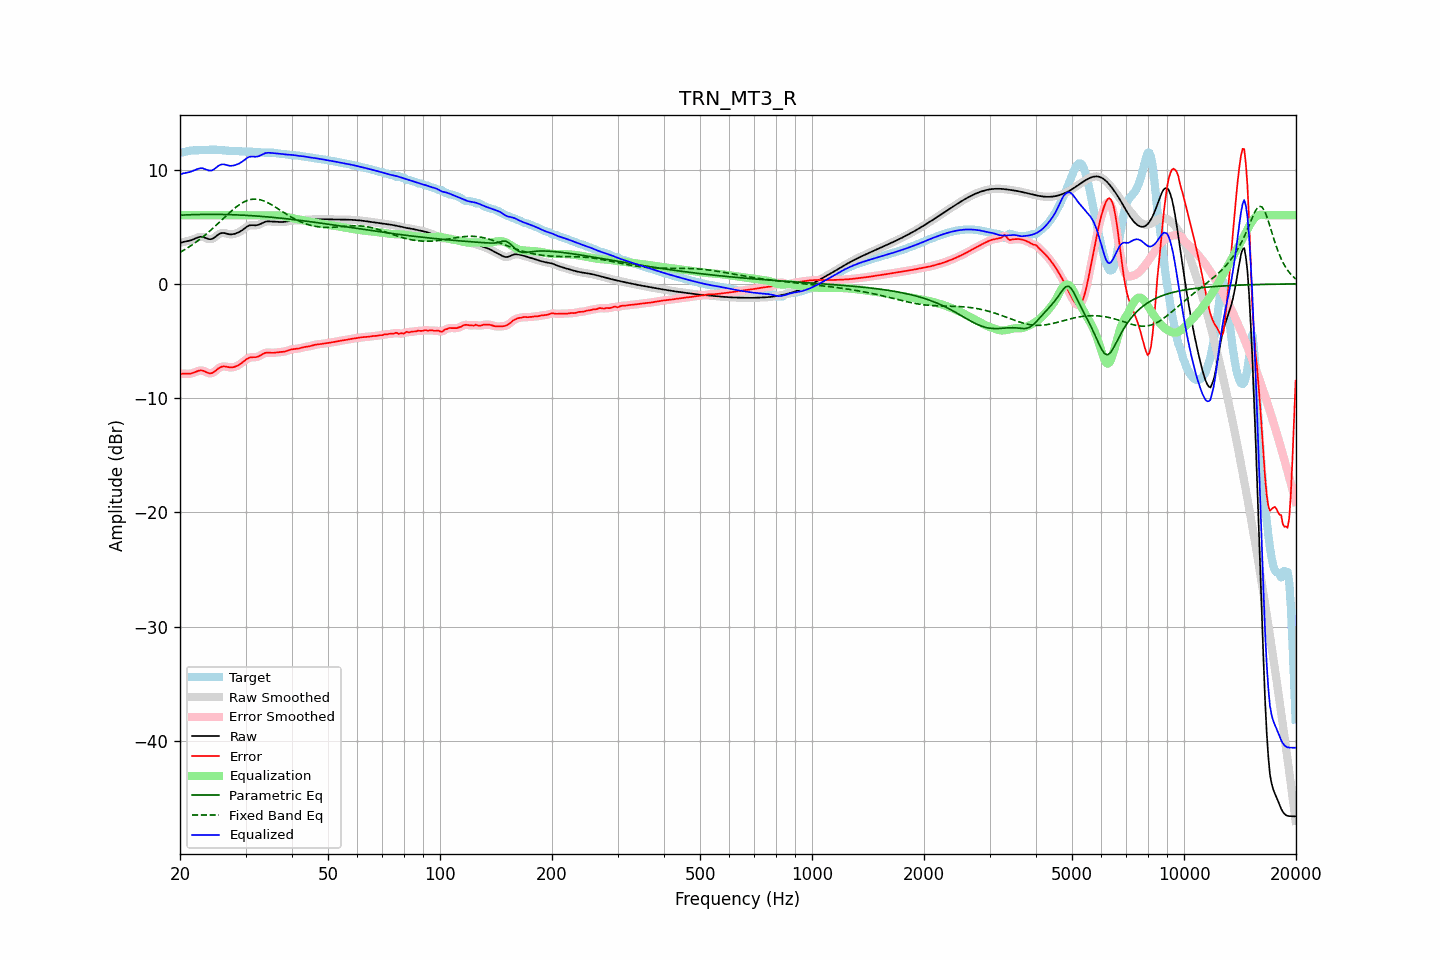 TRN_MT3_R
Amplitude (dBr)
10
0
−10
−20
−30
−40
Target
Raw Smoothed
Error Smoothed
Raw
Error
Equalization
Parametric Eq
Fixed Band Eq
Equalized
20 50 100 200 500 1000 2000 5000 10000 20000
Frequency (Hz)